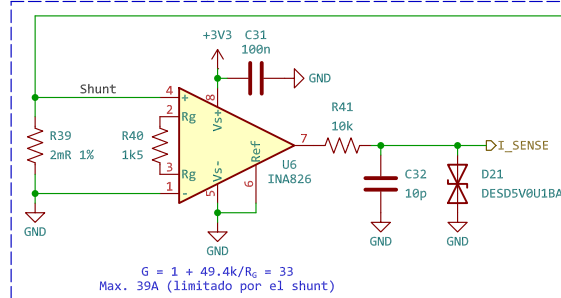 +3V3
C31
100n
GND
Shunt
4
+
2
Rg
8
Vs+
R39
2mR 1%
R40
1k5
7
R41
10k
I_SENSE
3
Rg
1
-
Vs-
5
Ref
6
U6
INA826
C32
10p
D21
DESD5V0U1BA
GND
GND
GND
GND
G = 1 + 49.4k/RG = 33
Max. 39A (limitado por el shunt)